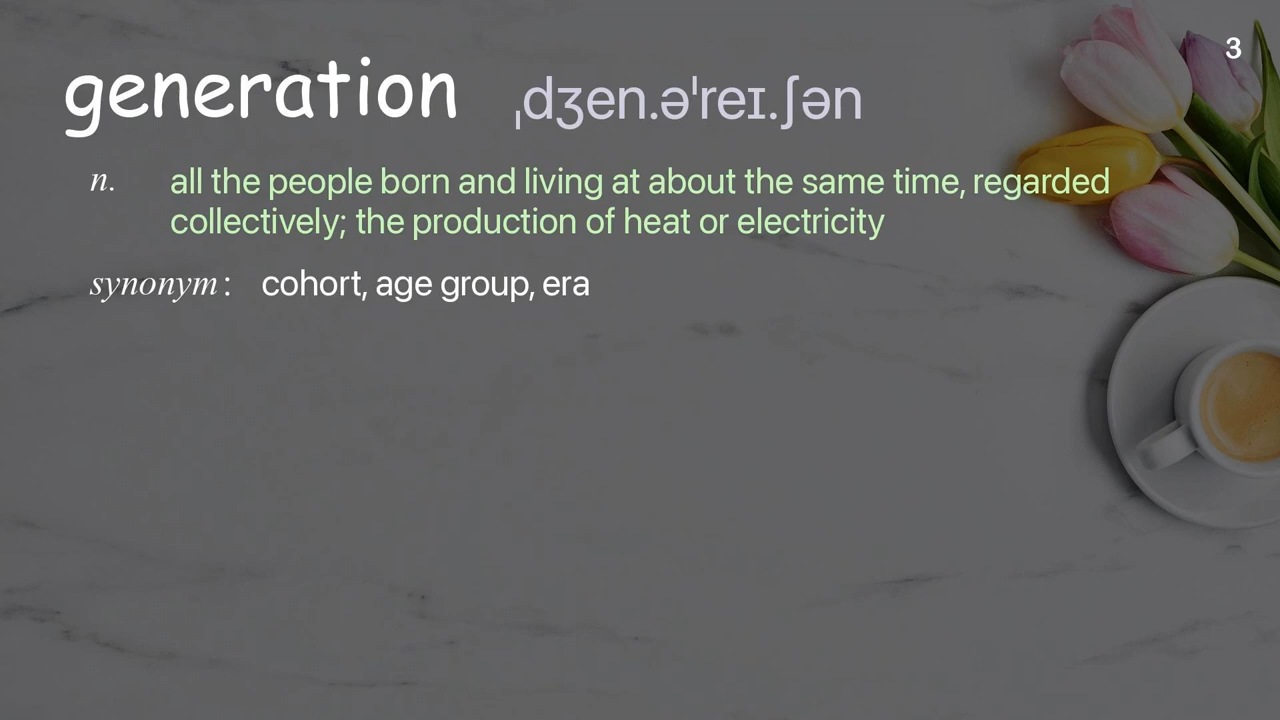 3
generation ˌdʒen.əˈreɪ.ʃən
n. all the people born and living at about the same time, regarded
collectively; the production of heat or electricity
synonym : cohort, age group, era